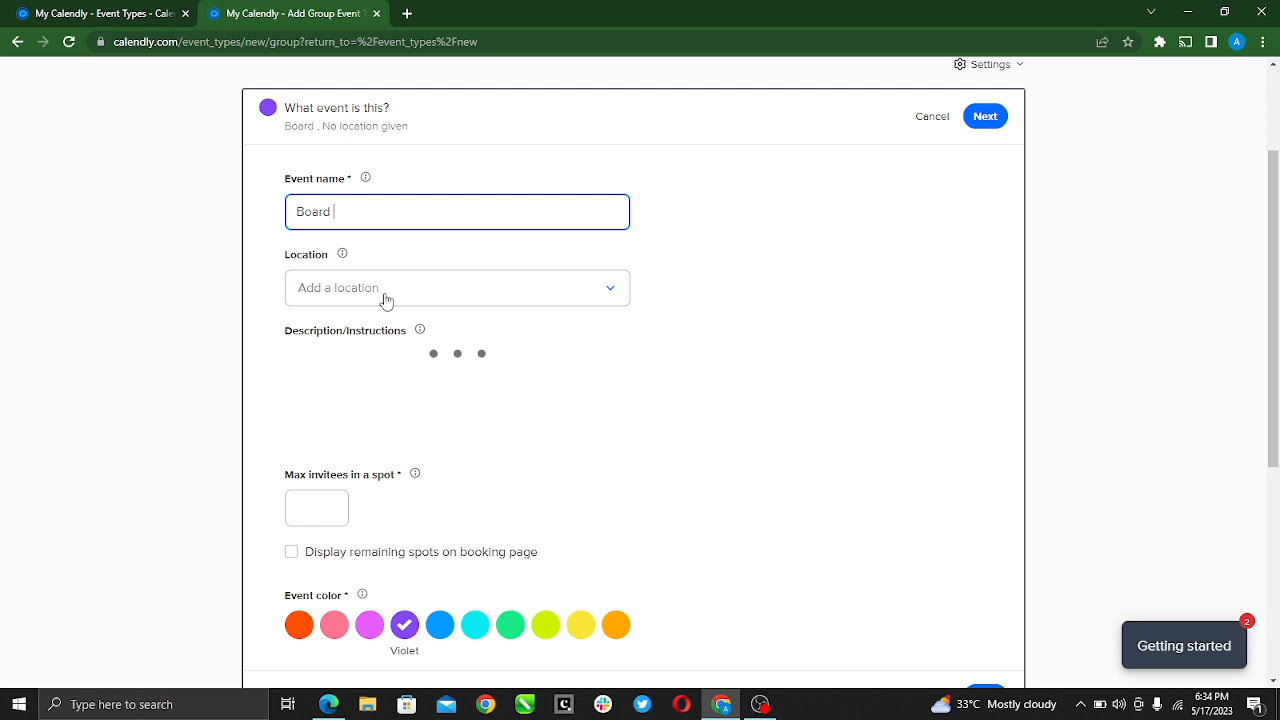 My Calendly - Event Types - Cale
My Calendly - Add Group Event T
calendly.com/event_types/new/group?return_to=%2Fevent_types%2Fnew
A
Settings
What event is this?
Board , No location given
Cancel
Next
Event name *
Board
Location
Add a location
Description/Instructions
Max invitees in a spot *
Display remaining spots on booking page
Event color *
Violet
2
Getting started
Type here to search
33°C Mostly cloudy
6:34 PM
5/17/2023